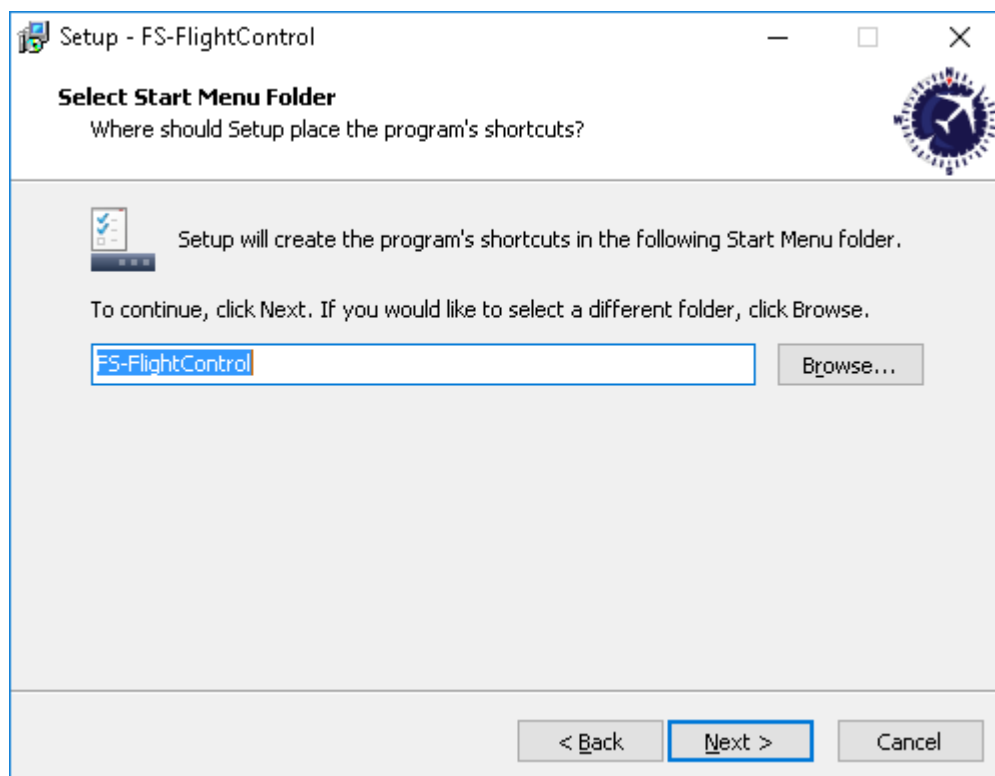 Setup - FS-FlightControl
Select Start Menu Folder
Where should Setup place the program's shortcuts?
Setup will create the program's shortcuts in the following Start Menu folder.
To continue, click Next. If you would like to select a different folder, click Browse.
FS-FlightControl
Browse...
< Back
Next >
Cancel